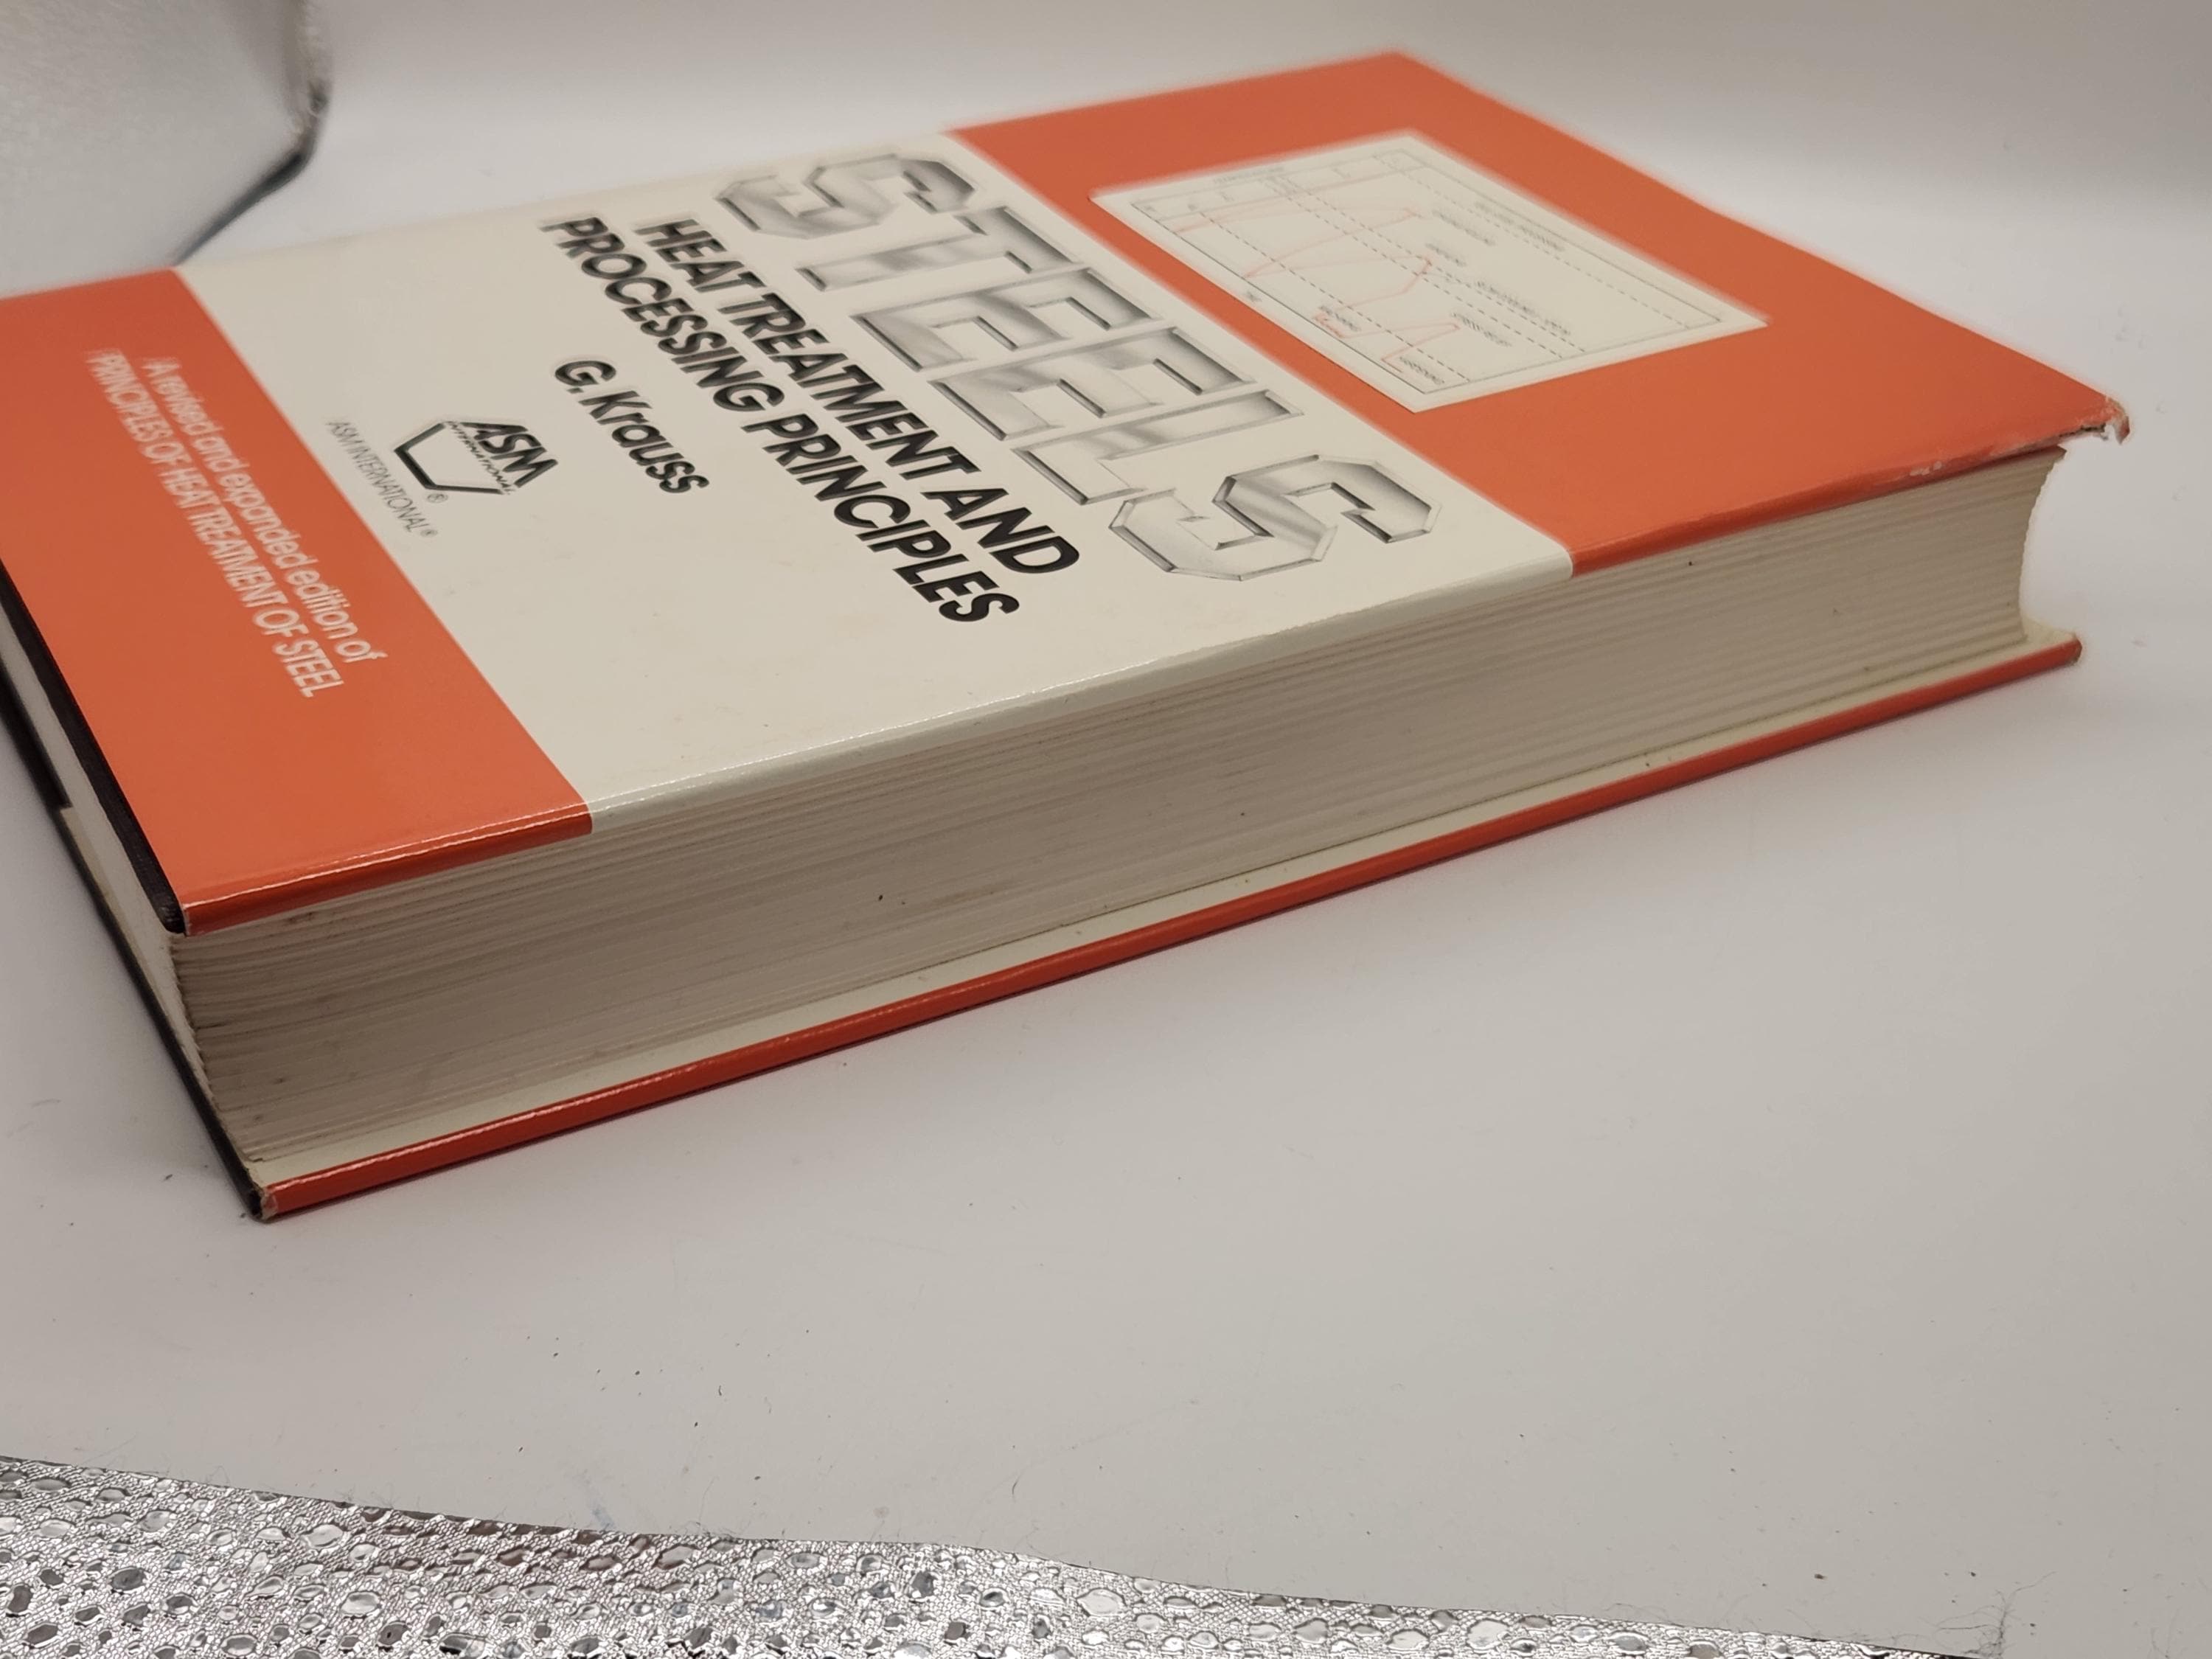 STEELS
HEAT TREATMENT AND
PROCESSING PRINCIPLES
G. Krauss
ASM
INTERNATIONAL
®
ASM INTERNATIONAL®
A revised and expanded edition of
PRINCIPLES OF HEAT TREATMENT OF STEEL